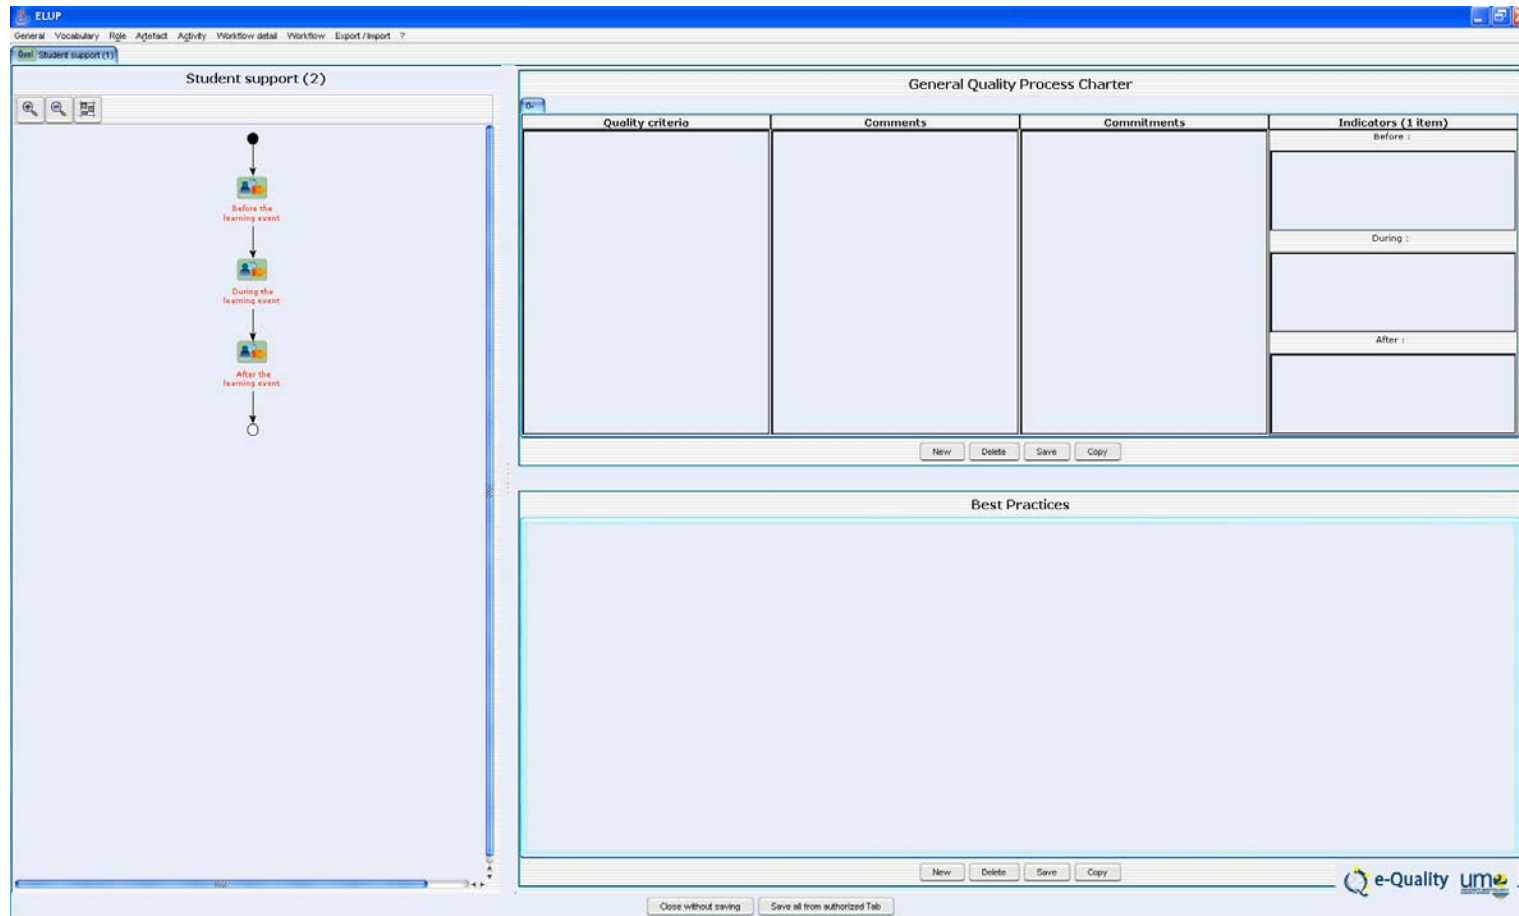 ELUP
General Vocabulary Role Artefact Activity Workflow detail Workflow Export / Import ?
Qual Student support (1)
Student support (2)
Before the
learning event
During the
learning event
After the
learning event
General Quality Process Charter
Quality criteria Comments Commitments Indicators (1 item)
Before :
During :
After :
New Delete Save Copy
Best Practices
New Delete Save Copy
e-Quality
Close without saving Save all from authorized Tab